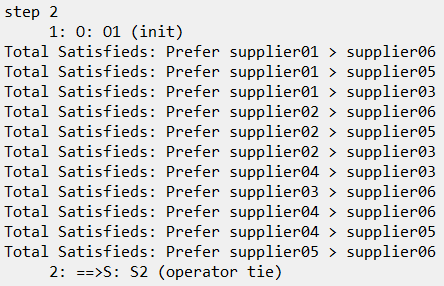 step 2
1: O: O1 (init)
Total Satisfieds: Prefer supplier01 > supplier06
Total Satisfieds: Prefer supplier01 > supplier05
Total Satisfieds: Prefer supplier01 > supplier03
Total Satisfieds: Prefer supplier02 > supplier06
Total Satisfieds: Prefer supplier02 > supplier05
Total Satisfieds: Prefer supplier02 > supplier03
Total Satisfieds: Prefer supplier04 > supplier03
Total Satisfieds: Prefer supplier03 > supplier06
Total Satisfieds: Prefer supplier04 > supplier06
Total Satisfieds: Prefer supplier04 > supplier05
Total Satisfieds: Prefer supplier05 > supplier06
2: ==>S: S2 (operator tie)